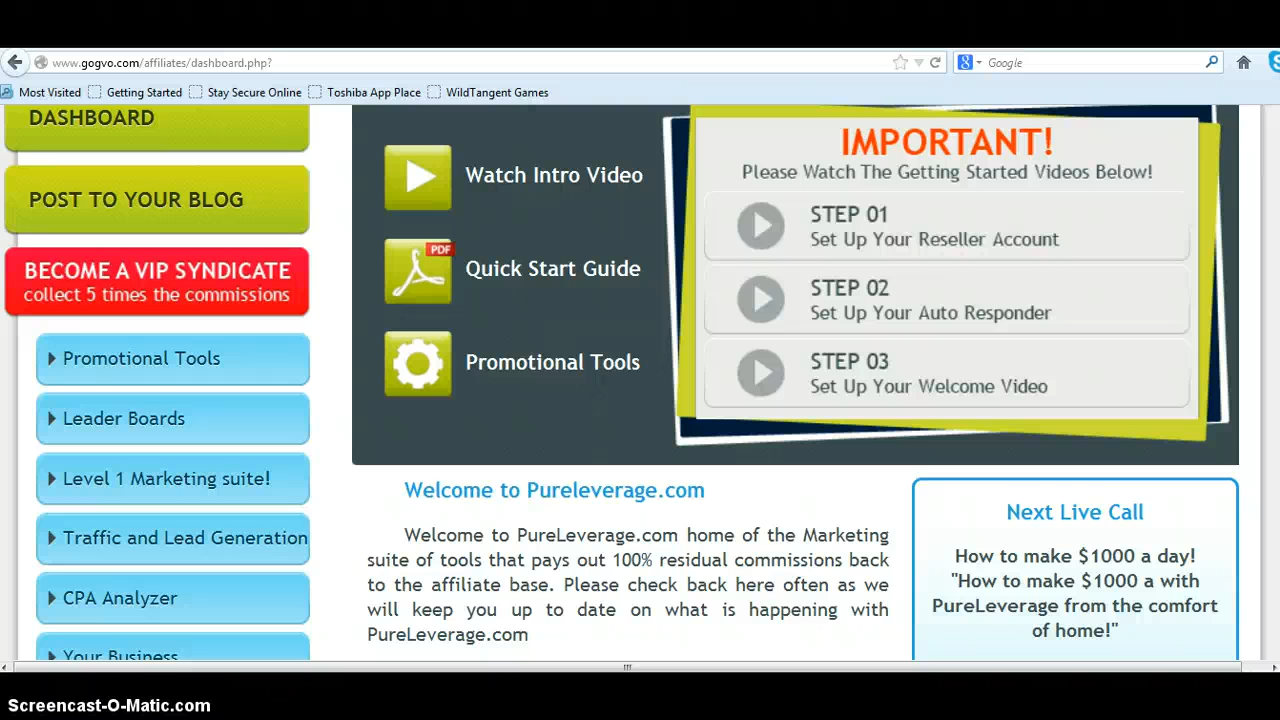 www.gogvo.com/affiliates/dashboard.php?
Google
Most Visited Getting Started Stay Secure Online Toshiba App Place WildTangent Games
DASHBOARD
POST TO YOUR BLOG
BECOME A VIP SYNDICATE
collect 5 times the commissions
Promotional Tools
Leader Boards
Level 1 Marketing suite!
Traffic and Lead Generation
CPA Analyzer
Your Business
Watch Intro Video
PDF
Quick Start Guide
Promotional Tools
IMPORTANT!
Please Watch The Getting Started Videos Below!
STEP 01
Set Up Your Reseller Account
STEP 02
Set Up Your Auto Responder
STEP 03
Set Up Your Welcome Video
Welcome to Pureleverage.com
Welcome to PureLeverage.com home of the Marketing
suite of tools that pays out 100% residual commissions back
to the affiliate base. Please check back here often as we
will keep you up to date on what is happening with
PureLeverage.com
Next Live Call
How to make $1000 a day!
"How to make $1000 a with
PureLeverage from the comfort
of home!"
Screencast-O-Matic.com